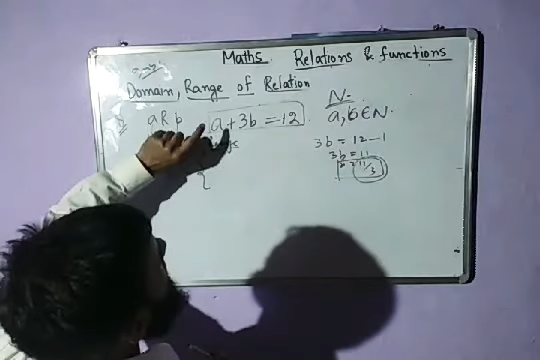 Maths Relations & functions
Domain, Range of Relation
aRb a + 3b = 12
N
a, b ∈ N.
3b = 12 - 1
3b = 11
11/3
{